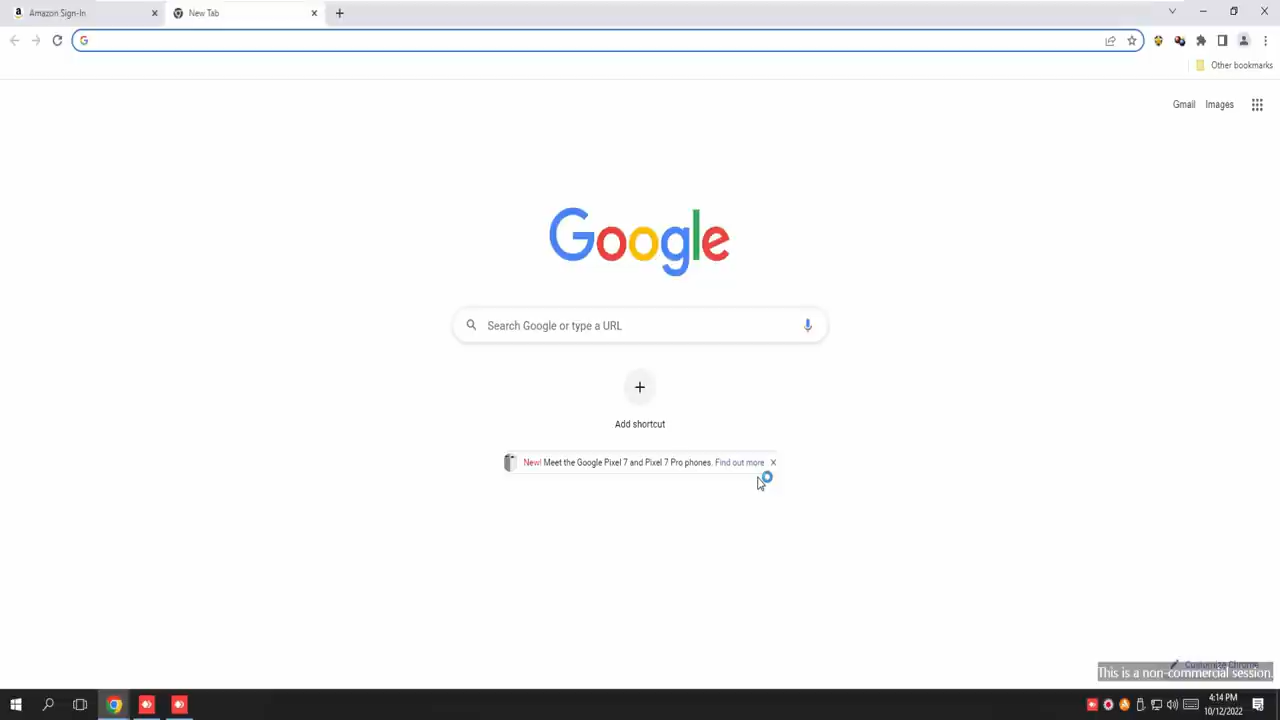 Amazon Sign-In
New Tab
Other bookmarks
Gmail Images
Google
Search Google or type a URL
Add shortcut
New! Meet the Google Pixel 7 and Pixel 7 Pro phones. Find out more
Customize Chrome
This is a non-commercial session.
4:14 PM
10/12/2022